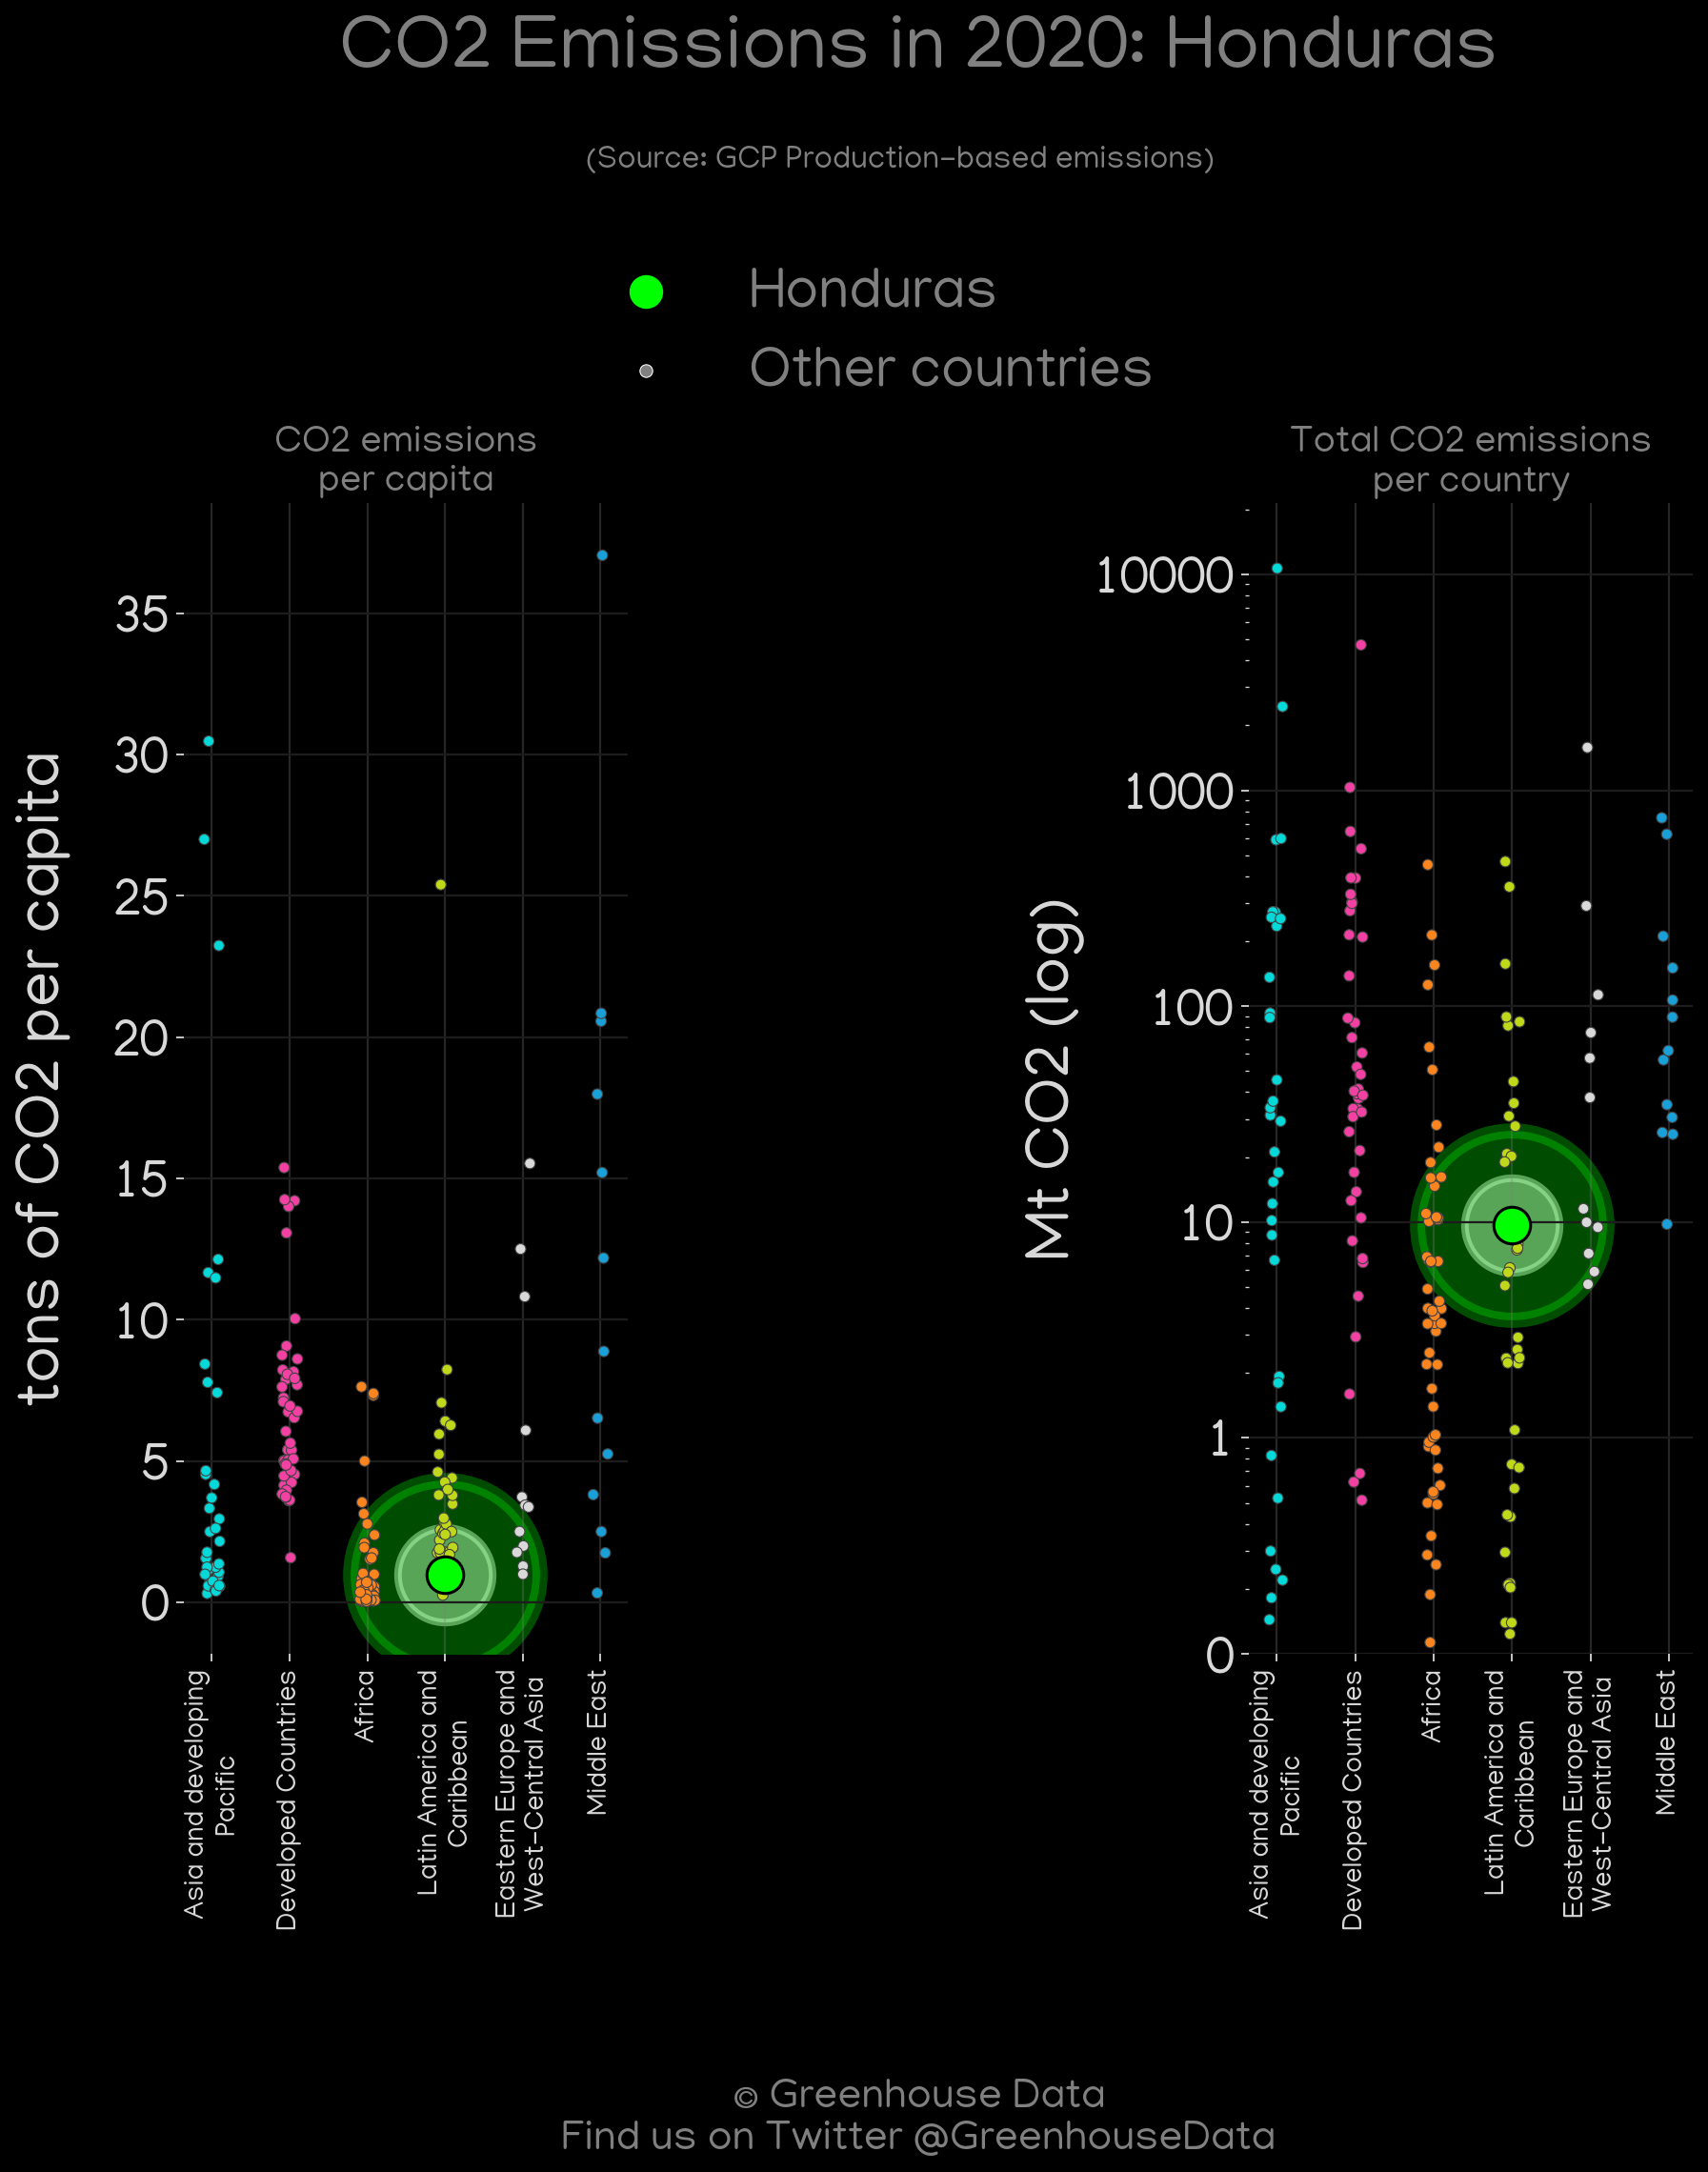 CO2 Emissions in 2020: Honduras
(Source: GCP Production-based emissions)
Honduras
Other countries
CO2 emissions
per capita
tons of CO2 per capita
35
30
25
20
15
10
5
0
Asia and developing
Pacific
Developed Countries
Africa
Latin America and
Caribbean
Eastern Europe and
West-Central Asia
Middle East
Total CO2 emissions
per country
Mt CO2 (log)
10000
1000
100
10
1
0
Asia and developing
Pacific
Developed Countries
Africa
Latin America and
Caribbean
Eastern Europe and
West-Central Asia
Middle East
© Greenhouse Data
Find us on Twitter @GreenhouseData